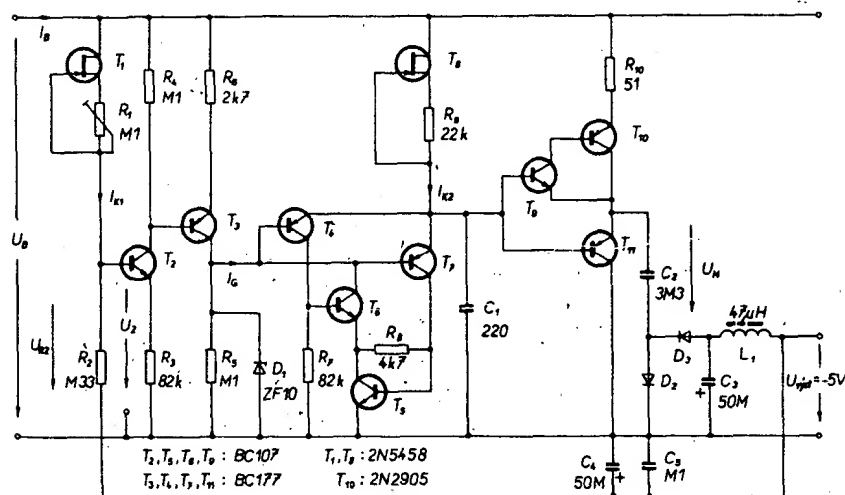 I_B
T_1
R_1
M1
R_4
M1
R_6
2k7
T_8
R_9
22k
R_10
51
T_10
T_9
I_K1
I_K2
U_B
T_2
T_3
T_4
T_7
T_11
I_G
T_6
C_1
220
C_2
3M3
U_M
U_R2
U_2
R_2
M33
R_3
82k
R_5
M1
D_1
ZF10
R_7
82k
R_8
4k7
T_5
47μH
L_1
D_3
D_2
C_3
50M
+
U_výst=-5V
T_2,T_5,T_6,T_9: BC107
T_3,T_4,T_7,T_11: BC177
T_1,T_8: 2N5458
T_10: 2N2905
C_4
50M
+
C_5
M1